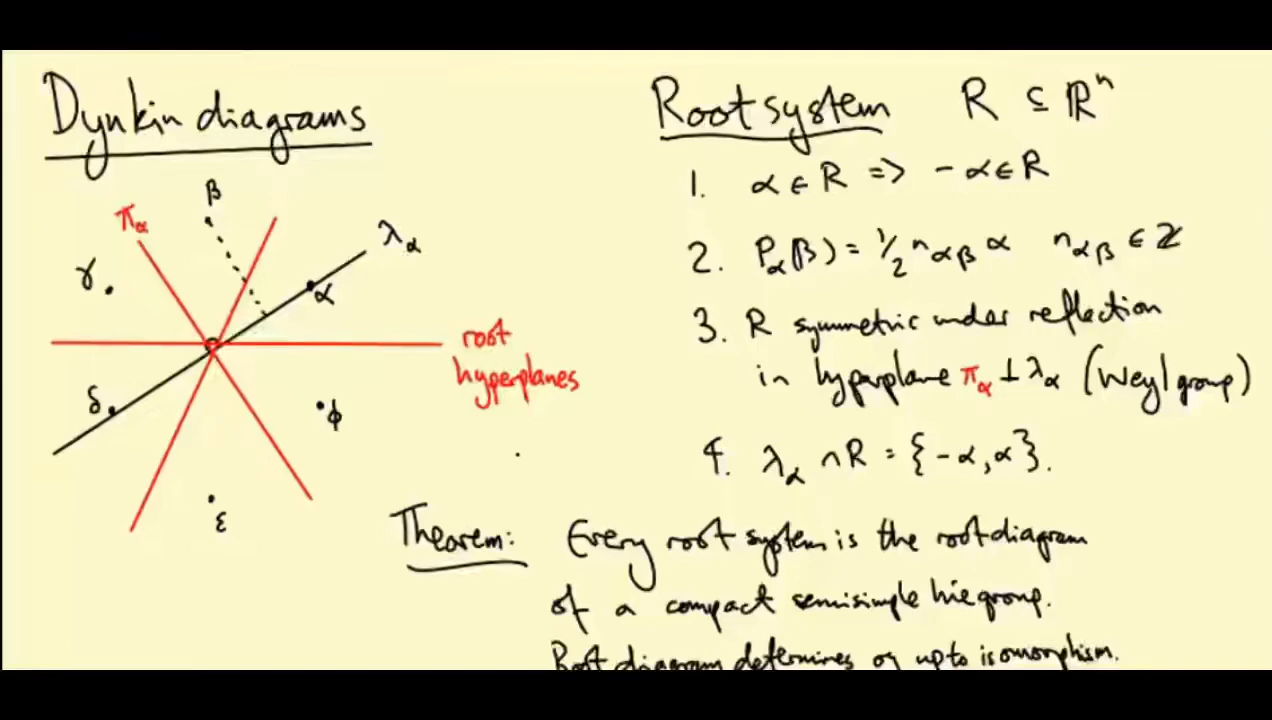 Dynkin diagrams
β
π_α
λ_α
γ
α
root
hyperplanes
δ
φ
ε
Root system R ⊆ ℝⁿ
1. α ∈ R => -α ∈ R
2. P_α(β) = 1/2 n_αβ α n_αβ ∈ ℤ
3. R symmetric under reflection
in hyperplane π_α ⊥ λ_α (Weyl group)
4. λ_α ∩ R = {-α, α}.
Theorem: Every root system is the root diagram
of a compact semisimple Lie group.
Root diagram determines g up to isomorphism.